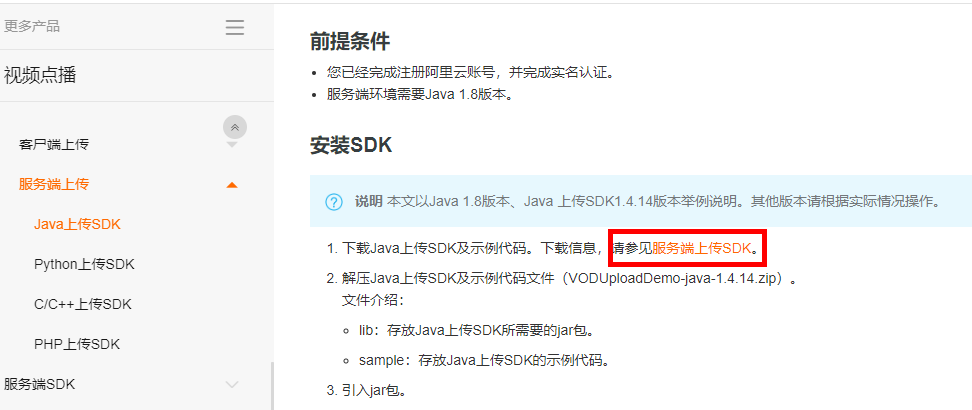 更多产品
视频点播
客户端上传
服务端上传
Java上传SDK
Python上传SDK
C/C++上传SDK
PHP上传SDK
服务端SDK
前提条件
您已经完成注册阿里云账号，并完成实名认证。
服务端环境需要Java 1.8版本。
安装SDK
说明 本文以Java 1.8版本、Java 上传SDK1.4.14版本举例说明。其他版本请根据实际情况操作。
1. 下载Java上传SDK及示例代码。下载信息，请参见服务端上传SDK。
2. 解压Java上传SDK及示例代码文件（VODUploadDemo-java-1.4.14.zip）。
文件介绍：
lib：存放Java上传SDK所需要的jar包。
sample：存放Java上传SDK的示例代码。
3. 引入jar包。